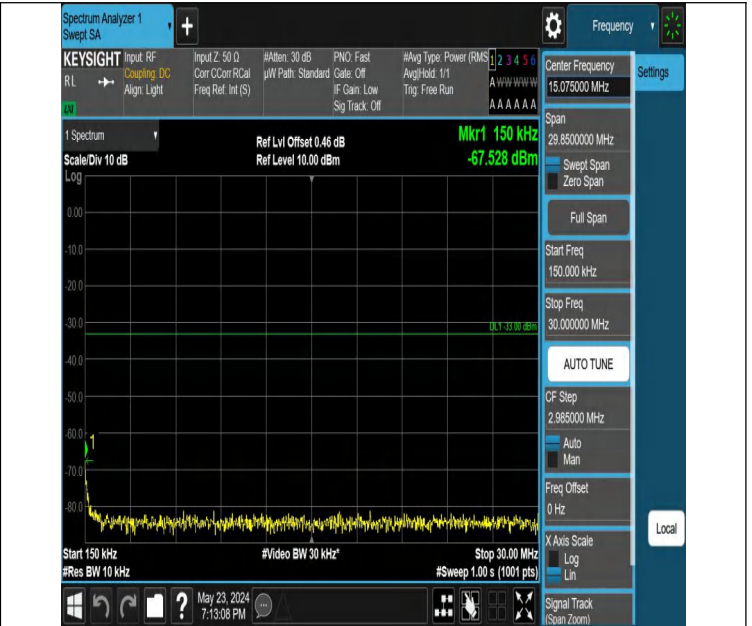 Spectrum Analyzer 1
Swept SA
+
Frequency
KEYSIGHT
RL
Input: RF
Coupling: DC
Align: Light
Input Z: 50 Ω
Corr CCorr RCal
Freq Ref: Int (S)
#Atten: 30 dB
µW Path: Standard
PNO: Fast
Gate: Off
IF Gain: Low
Sig Track: Off
#Avg Type: Power (RMS
Avg|Hold: 1/1
Trig: Free Run
1 2 3 4 5 6
A W W W W W
A A A A A A
Center Frequency
15.075000 MHz
Settings
Span
29.8500000 MHz
Swept Span
Zero Span
Full Span
Start Freq
150.000 kHz
Stop Freq
30.000000 MHz
AUTO TUNE
CF Step
2.985000 MHz
Auto
Man
Freq Offset
0 Hz
X Axis Scale
Log
Lin
Signal Track
(Span Zoom)
Local
1 Spectrum
Scale/Div 10 dB
Ref Lvl Offset 0.46 dB
Ref Level 10.00 dBm
Mkr1 150 kHz
-67.528 dBm
Log
0.00
-10.0
-20.0
-30.0
DL1 -33.00 dBm
-40.0
-50.0
-60.0
1
-70.0
-80.0
Start 150 kHz
#Video BW 30 kHz*
Stop 30.00 MHz
#Res BW 10 kHz
#Sweep 1.00 s (1001 pts)
?
May 23, 2024
7:13:08 PM